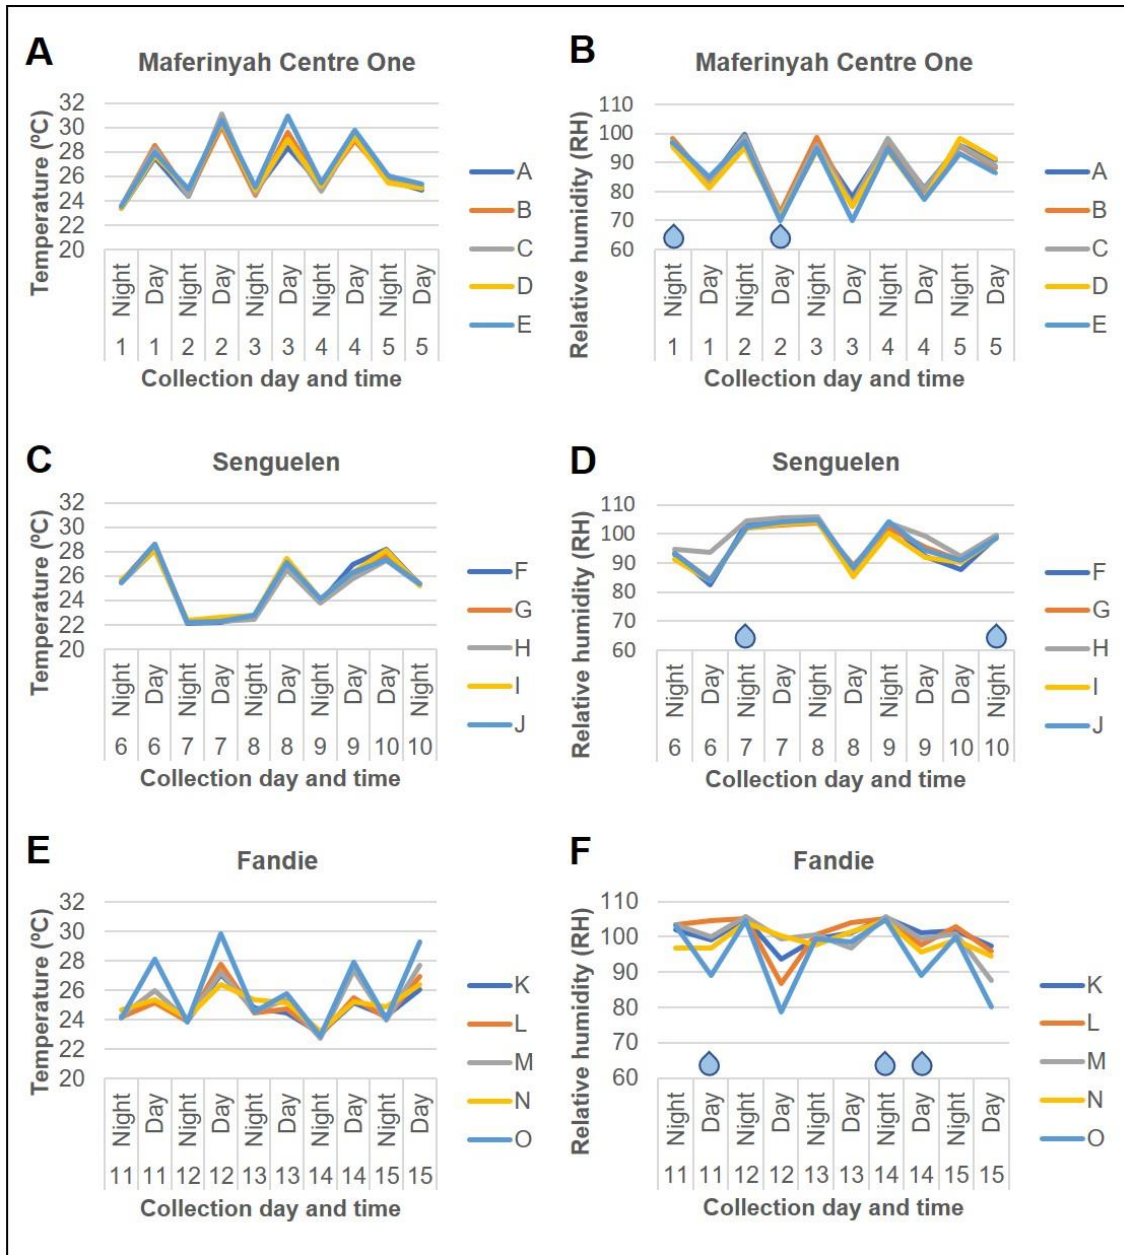 A
Maferinyah Centre One
Temperature (ºC)
32
30
28
26
24
22
20
Night Day Night Day Night Day Night Day Night Day
1 1 2 2 3 3 4 4 5 5
Collection day and time
A
B
C
D
E
B
Maferinyah Centre One
Relative humidity (RH)
110
100
90
80
70
60
Night Day Night Day Night Day Night Day Night Day
1 1 2 2 3 3 4 4 5 5
Collection day and time
A
B
C
D
E
C
Senguelen
Temperature (ºC)
32
30
28
26
24
22
20
Night Day Night Day Night Day Night Day Day Night
6 6 7 7 8 8 9 9 10 10
Collection day and time
F
G
H
I
J
D
Senguelen
Relative humidity (RH)
110
100
90
80
70
60
Night Day Night Day Night Day Night Day Day Night
6 6 7 7 8 8 9 9 10 10
Collection day and time
F
G
H
I
J
E
Fandie
Temperature (ºC)
32
30
28
26
24
22
20
Night Day Night Day Night Day Night Day Night Day
11 11 12 12 13 13 14 14 15 15
Collection day and time
K
L
M
N
O
F
Fandie
Relative humidity (RH)
110
100
90
80
70
60
Night Day Night Day Night Day Night Day Night Day
11 11 12 12 13 13 14 14 15 15
Collection day and time
K
L
M
N
O